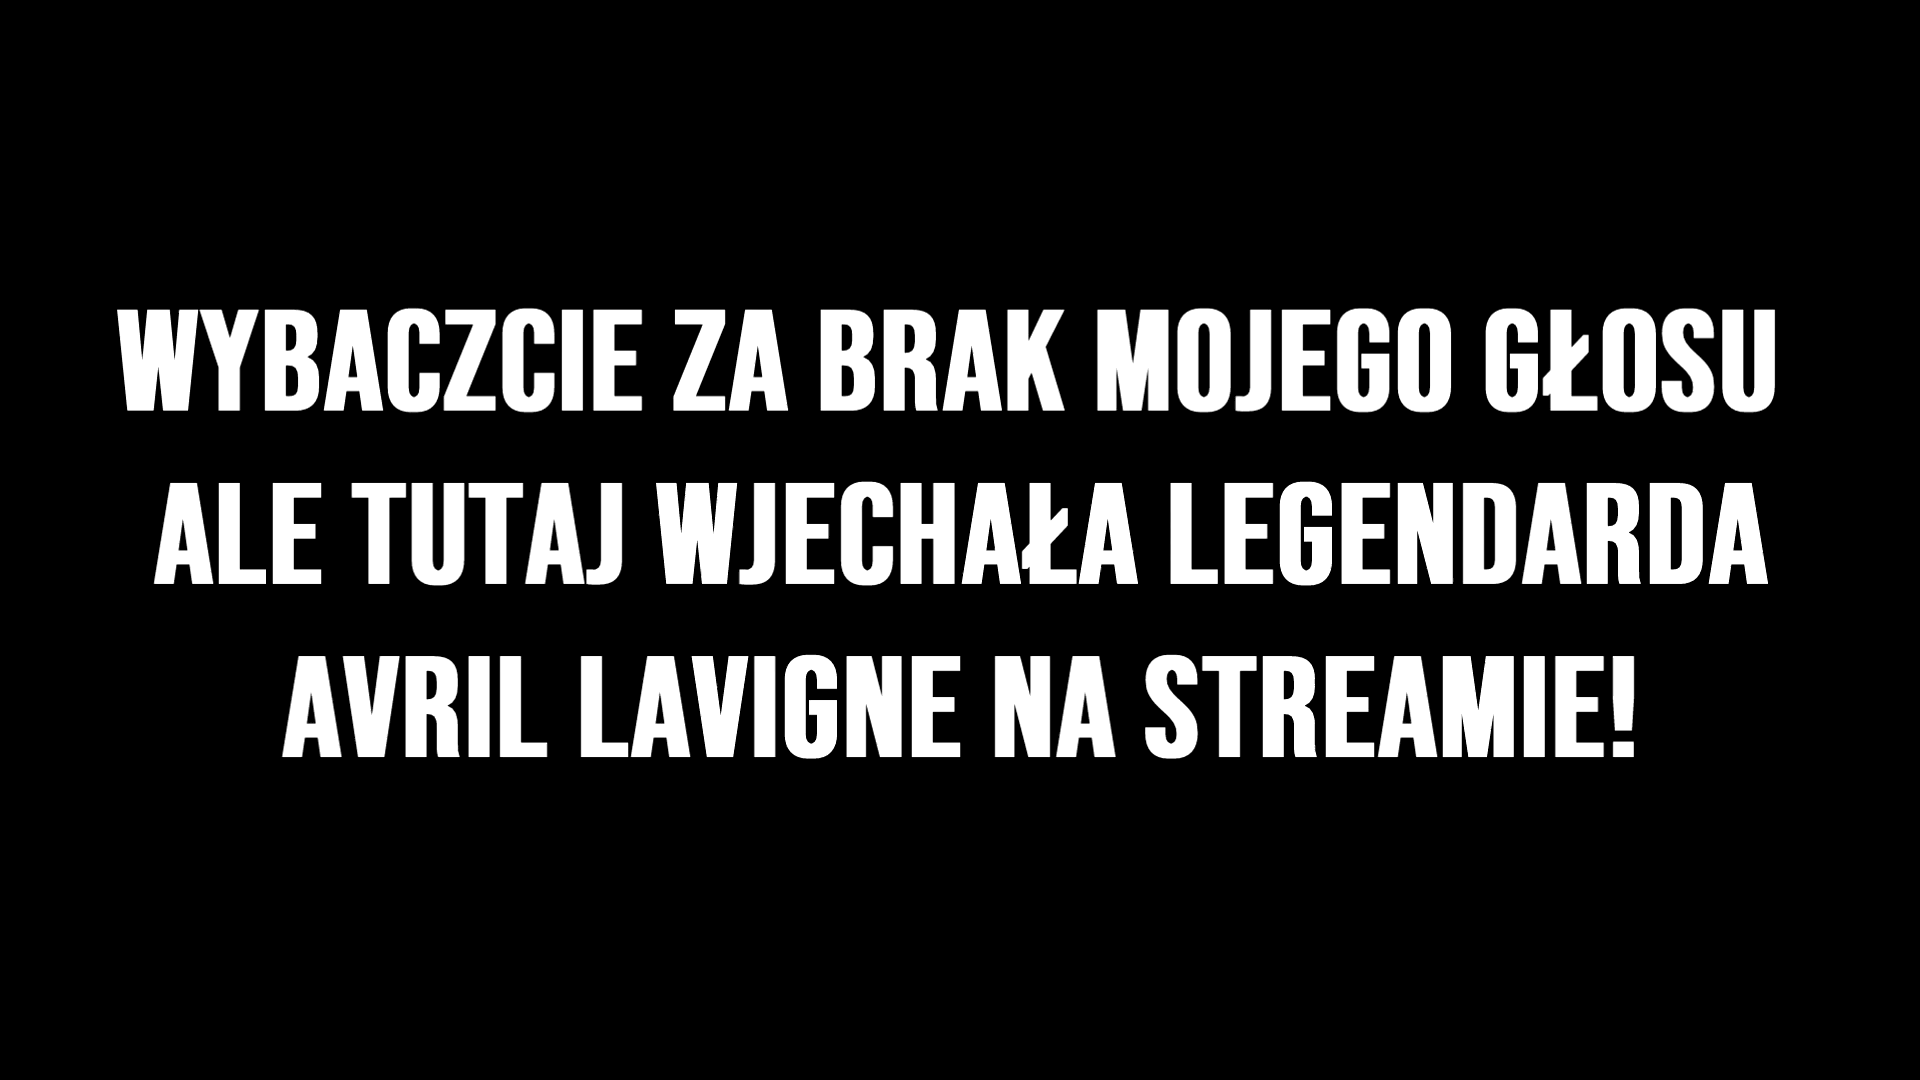 WYBACZCIE ZA BRAK MOJEGO GŁOSU
ALE TUTAJ WJECHAŁA LEGENDARDA
AVRIL LAVIGNE NA STREAMIE!